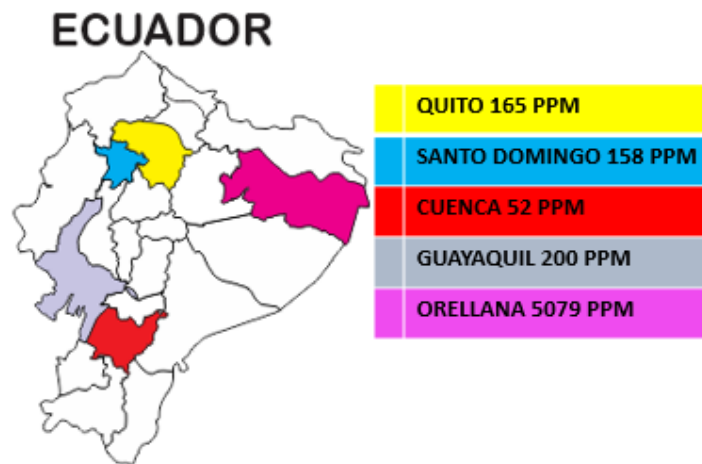 ECUADOR
QUITO 165 PPM
SANTO DOMINGO 158 PPM
CUENCA 52 PPM
GUAYAQUIL 200 PPM
ORELLANA 5079 PPM